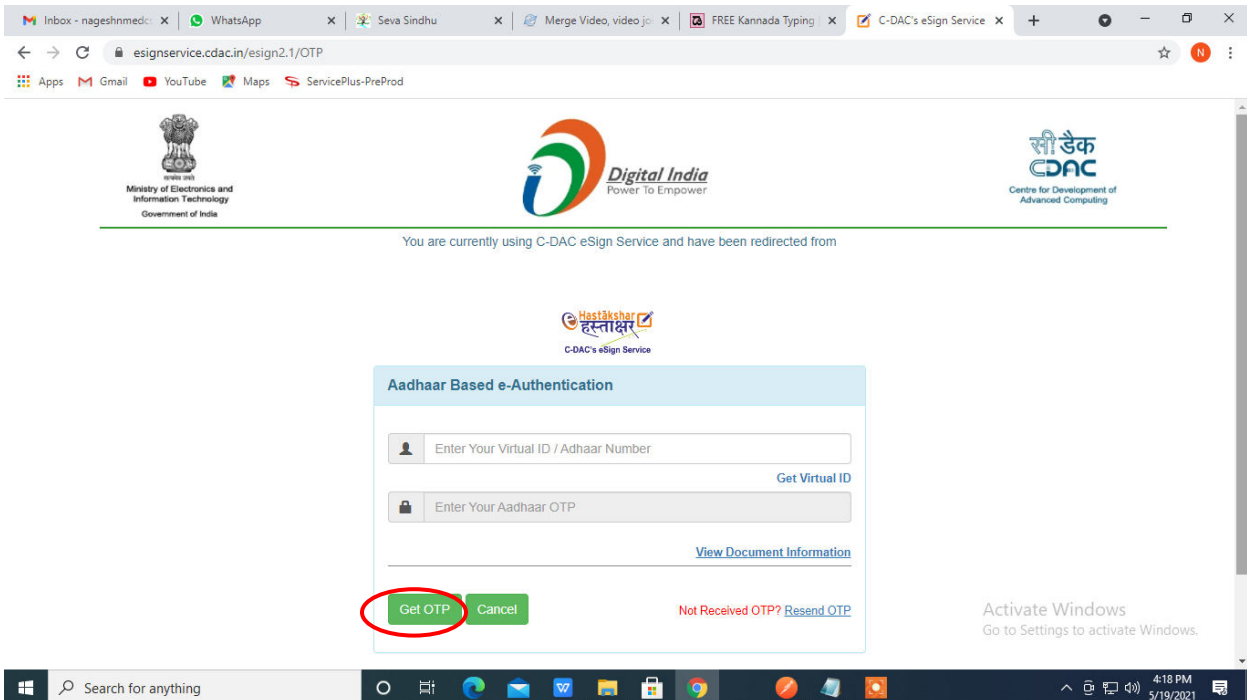 Inbox - nageshnmedc
WhatsApp
Seva Sindhu
Merge Video, video jo
FREE Kannada Typing
C-DAC's eSign Service
esignservice.cdac.in/esign2.1/OTP
N
Apps
Gmail
YouTube
Maps
ServicePlus-PreProd
Ministry of Electronics and
Information Technology
Government of India
Digital India
Power To Empower
सी डैक
CDAC
Centre for Development of
Advanced Computing
You are currently using C-DAC eSign Service and have been redirected from
e Hastākshar
हस्ताक्षर
C-DAC's eSign Service
Aadhaar Based e-Authentication
Enter Your Virtual ID / Adhaar Number
Get Virtual ID
Enter Your Aadhaar OTP
View Document Information
Get OTP
Cancel
Not Received OTP? Resend OTP
Activate Windows
Go to Settings to activate Windows.
Search for anything
W
4:18 PM
5/19/2021